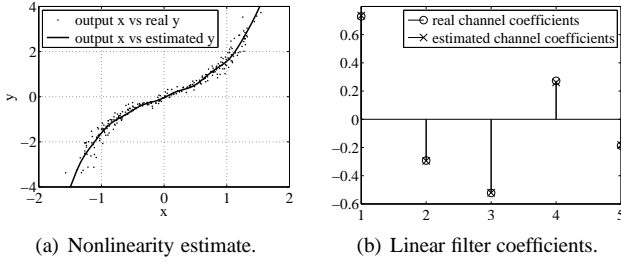 output x vs real y
output x vs estimated y
4
2
0
−2
−4
−2
−1
0
1
2
x
y
(a) Nonlinearity estimate.
real channel coefficients
estimated channel coefficients
0.6
0.4
0.2
0
−0.2
−0.4
−0.6
1
2
3
4
5
(b) Linear filter coefficients.